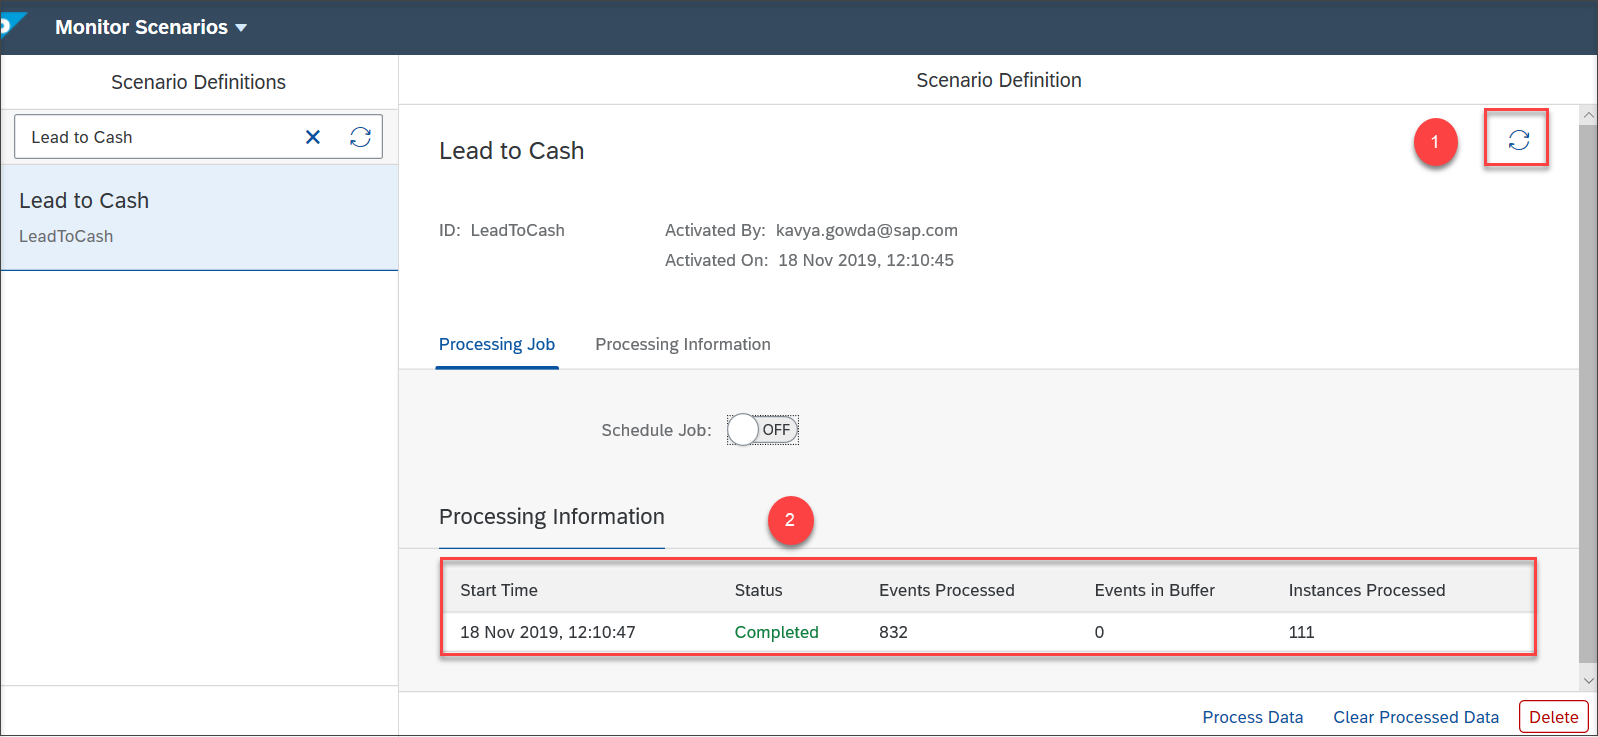 Monitor Scenarios
Scenario Definitions
Scenario Definition
Lead to Cash
Lead to Cash
LeadToCash
Lead to Cash
1
ID: LeadToCash
Activated By: kavya.gowda@sap.com
Activated On: 18 Nov 2019, 12:10:45
Processing Job Processing Information
Schedule Job: OFF
Processing Information
2
Start Time Status Events Processed Events in Buffer Instances Processed
18 Nov 2019, 12:10:47 Completed 832 0 111
Process Data Clear Processed Data Delete